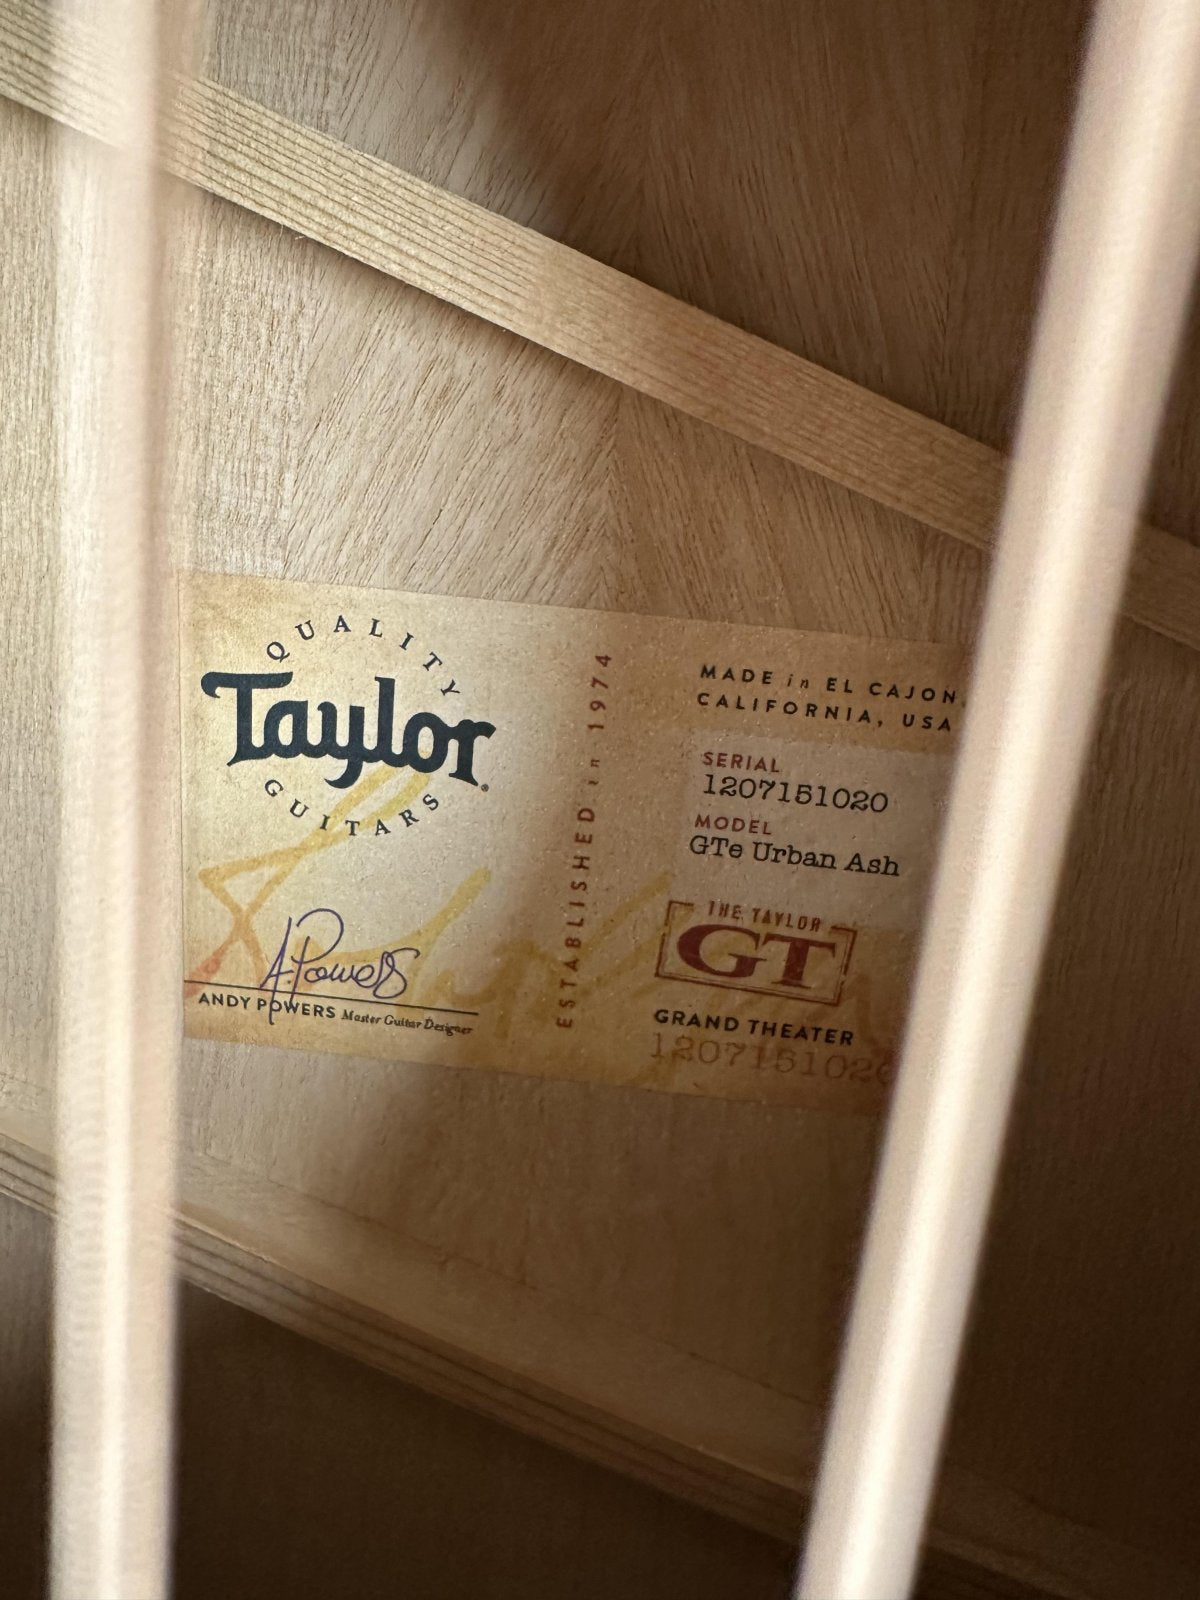 QUALITY
Taylor
GUITARS
A.Powers
ANDY POWERS Master Guitar Designer
ESTABLISHED in 1974
MADE in EL CAJON,
CALIFORNIA, USA
SERIAL
1207151020
MODEL
GTe Urban Ash
THE TAYLOR
GT
GRAND THEATER
1207151020